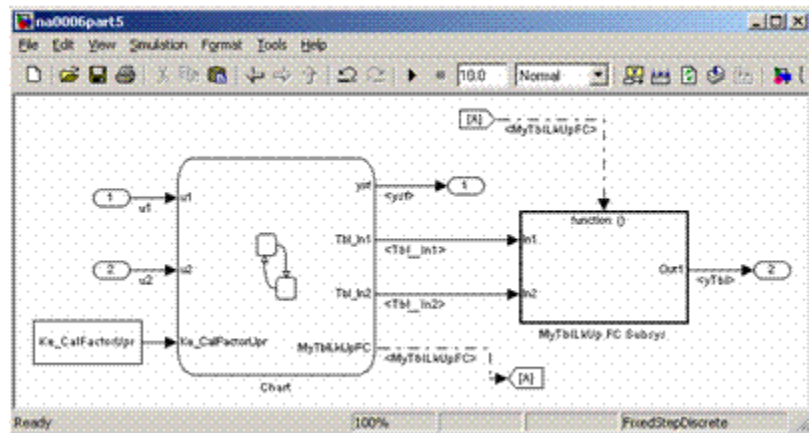 na0006part5
File Edit View Simulation Format Tools Help
10.0 Normal
[A]
<MyTblLkUpFC>
1
u1
u1
yst
<yst>
1
function ()
Tbl_In1
<Tbl_In1>
In1
2
u2
u2
Tbl_In2
<Tbl_In2>
In2
Out1
<yTbl>
2
Ke_CalFactorUpr
Ke_CalFactorUpr
MyTblLkUpFC
<MyTblLkUpFC>
MyTblLkUp FC Subsys
Chart
[A]
Ready 100% FixedStepDiscrete